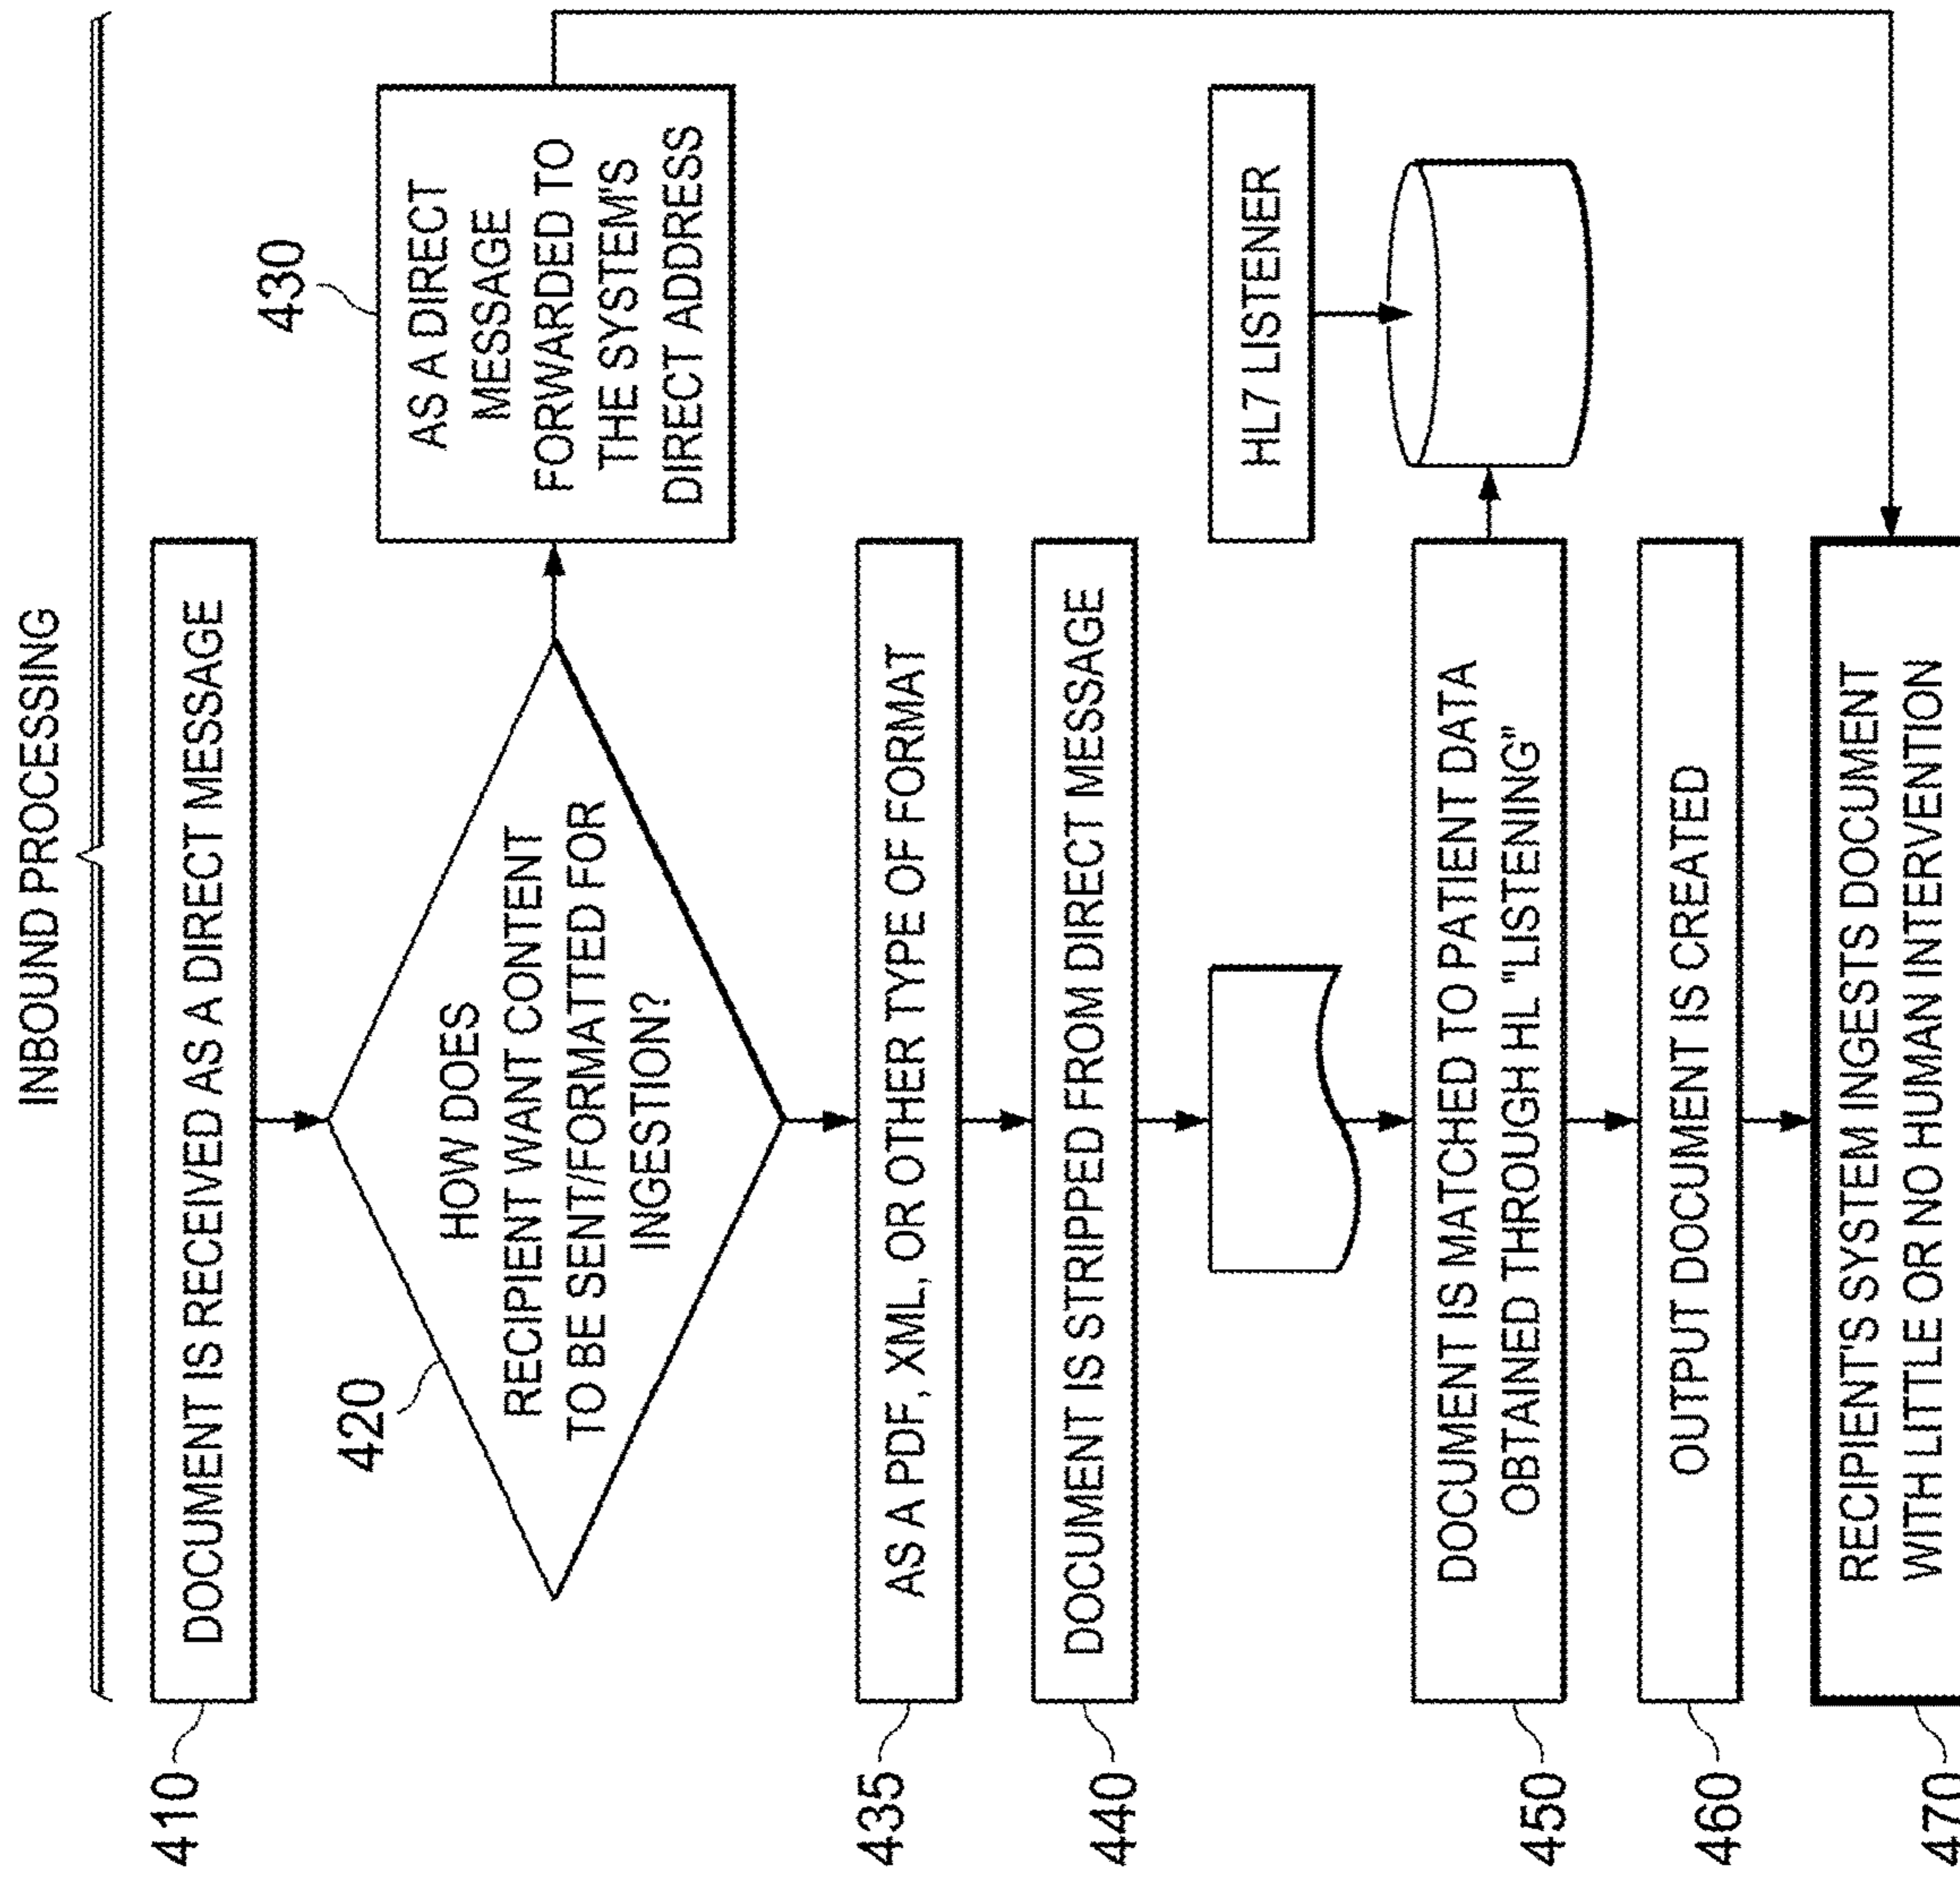 INBOUND PROCESSING
410
DOCUMENT IS RECEIVED AS A DIRECT MESSAGE
420
HOW DOES
RECIPIENT WANT CONTENT
TO BE SENT/FORMATTED FOR
INGESTION?
430
AS A DIRECT
MESSAGE
FORWARDED TO
THE SYSTEM'S
DIRECT ADDRESS
435
AS A PDF, XML, OR OTHER TYPE OF FORMAT
440
DOCUMENT IS STRIPPED FROM DIRECT MESSAGE
HL7 LISTENER
450
DOCUMENT IS MATCHED TO PATIENT DATA
OBTAINED THROUGH HL "LISTENING"
460
OUTPUT DOCUMENT IS CREATED
470
RECIPIENT'S SYSTEM INGESTS DOCUMENT
WITH LITTLE OR NO HUMAN INTERVENTION